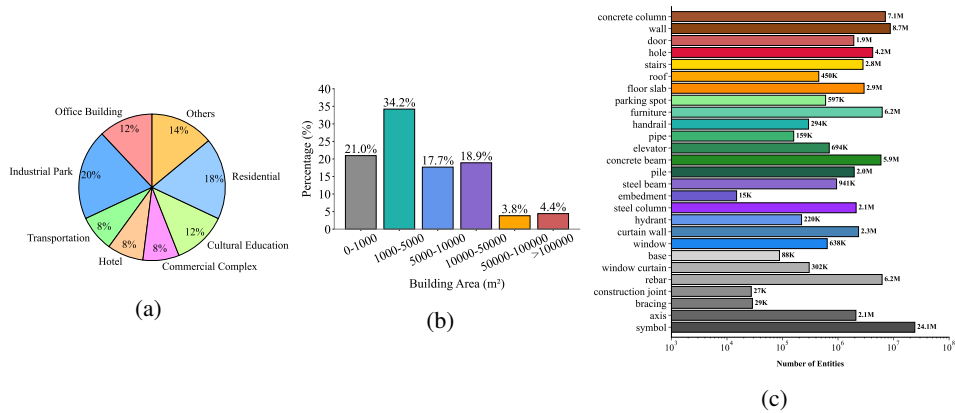 Office Building
Others
12%
14%
Industrial Park
20%
18%
Residential
Transportation
8%
8%
8%
12%
Cultural Education
Hotel
Commercial Complex
(a)
Percentage (%)
40
35
30
25
20
15
10
5
0
21.0%
34.2%
17.7%
18.9%
3.8%
4.4%
0-1000
1000-5000
5000-10000
10000-50000
50000-100000
>100000
Building Area (m²)
(b)
concrete column 7.1M
wall 8.7M
door 1.9M
hole 4.2M
stairs 2.8M
roof 450K
floor slab 2.9M
parking spot 597K
furniture 6.2M
handrail 294K
pipe 159K
elevator 694K
concrete beam 5.9M
pile 2.0M
steel beam 941K
embedment 15K
steel column 2.1M
hydrant 220K
curtain wall 2.3M
window 638K
base 88K
window curtain 302K
rebar 6.2M
construction joint 27K
bracing 29K
axis 2.1M
symbol 24.1M
10³ 10⁴ 10⁵ 10⁶ 10⁷ 10⁸
Number of Entities
(c)